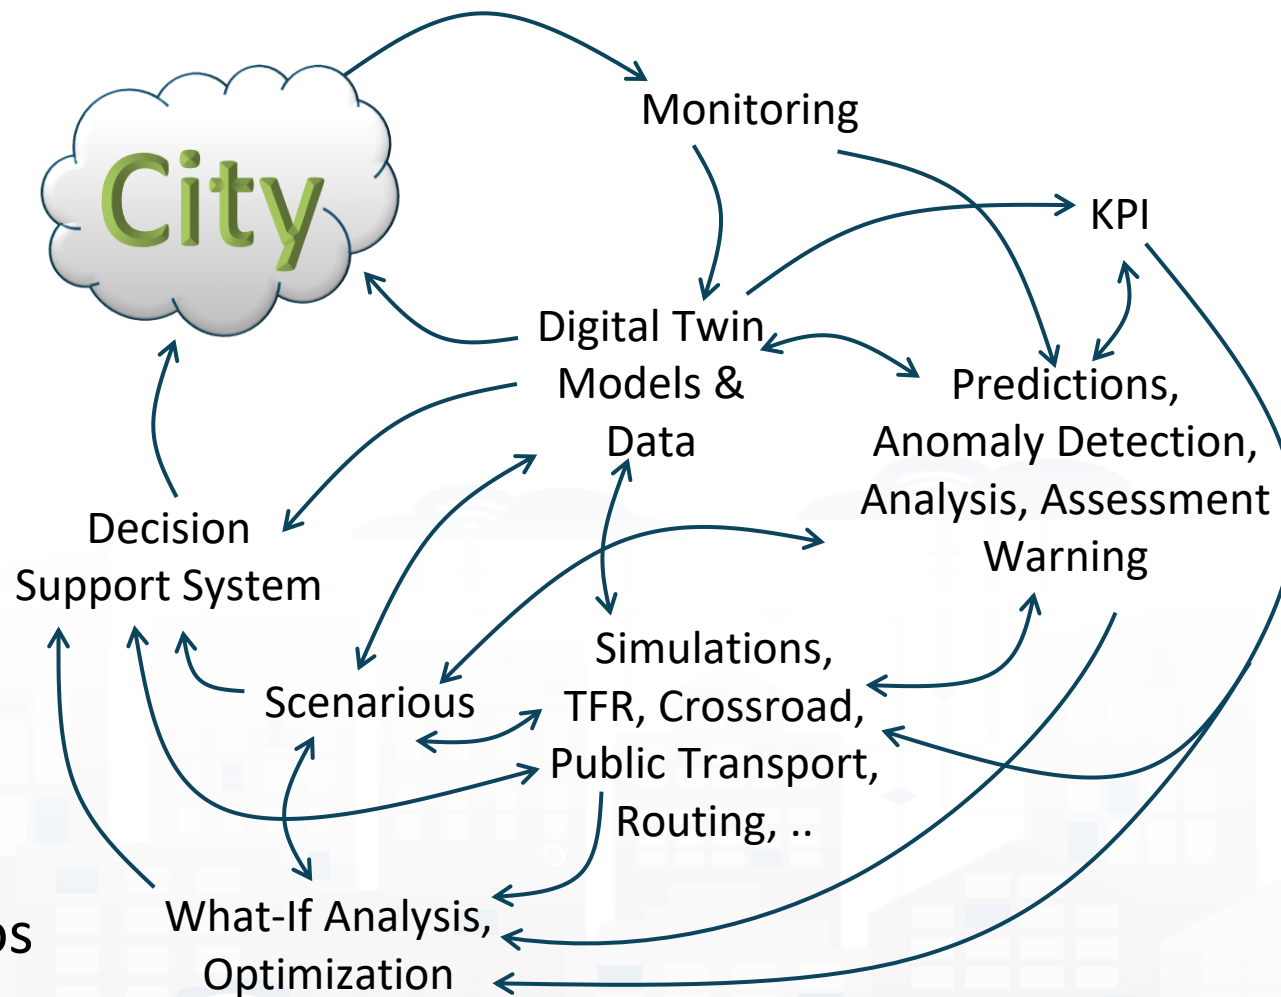 City
Monitoring
KPI
Digital Twin
Models &
Data
Predictions,
Anomaly Detection,
Analysis, Assessment
Warning
Decision
Support System
Scenarious
Simulations,
TFR, Crossroad,
Public Transport,
Routing, ..
What-If Analysis,
Optimization